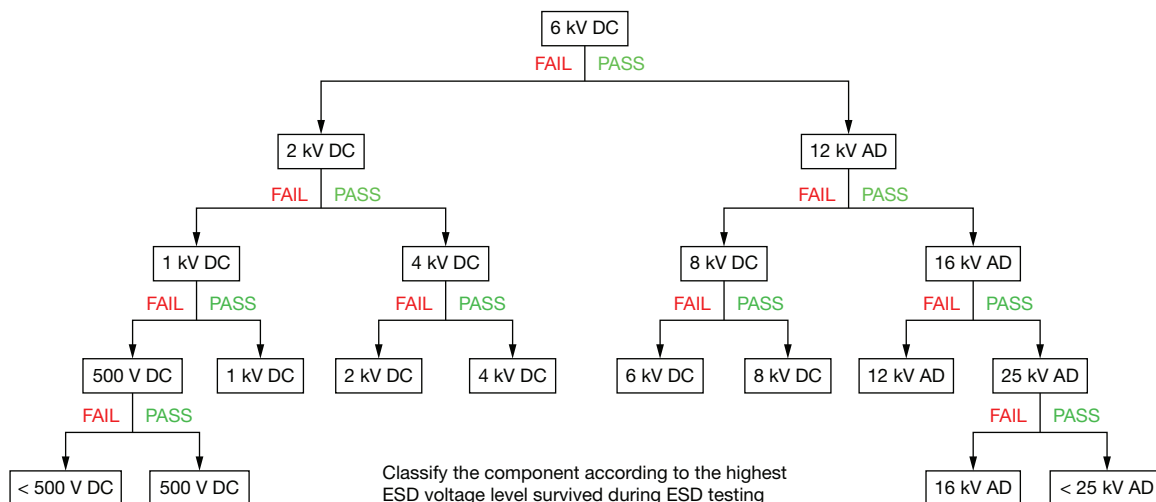 6 kV DC
FAIL PASS
2 kV DC 12 kV AD
FAIL PASS FAIL PASS
1 kV DC 4 kV DC 8 kV DC 16 kV AD
FAIL PASS FAIL PASS FAIL PASS FAIL PASS
500 V DC 1 kV DC 2 kV DC 4 kV DC 6 kV DC 8 kV DC 12 kV AD 25 kV AD
FAIL PASS FAIL PASS
< 500 V DC 500 V DC 16 kV AD < 25 kV AD
Classify the component according to the highest
ESD voltage level survived during ESD testing